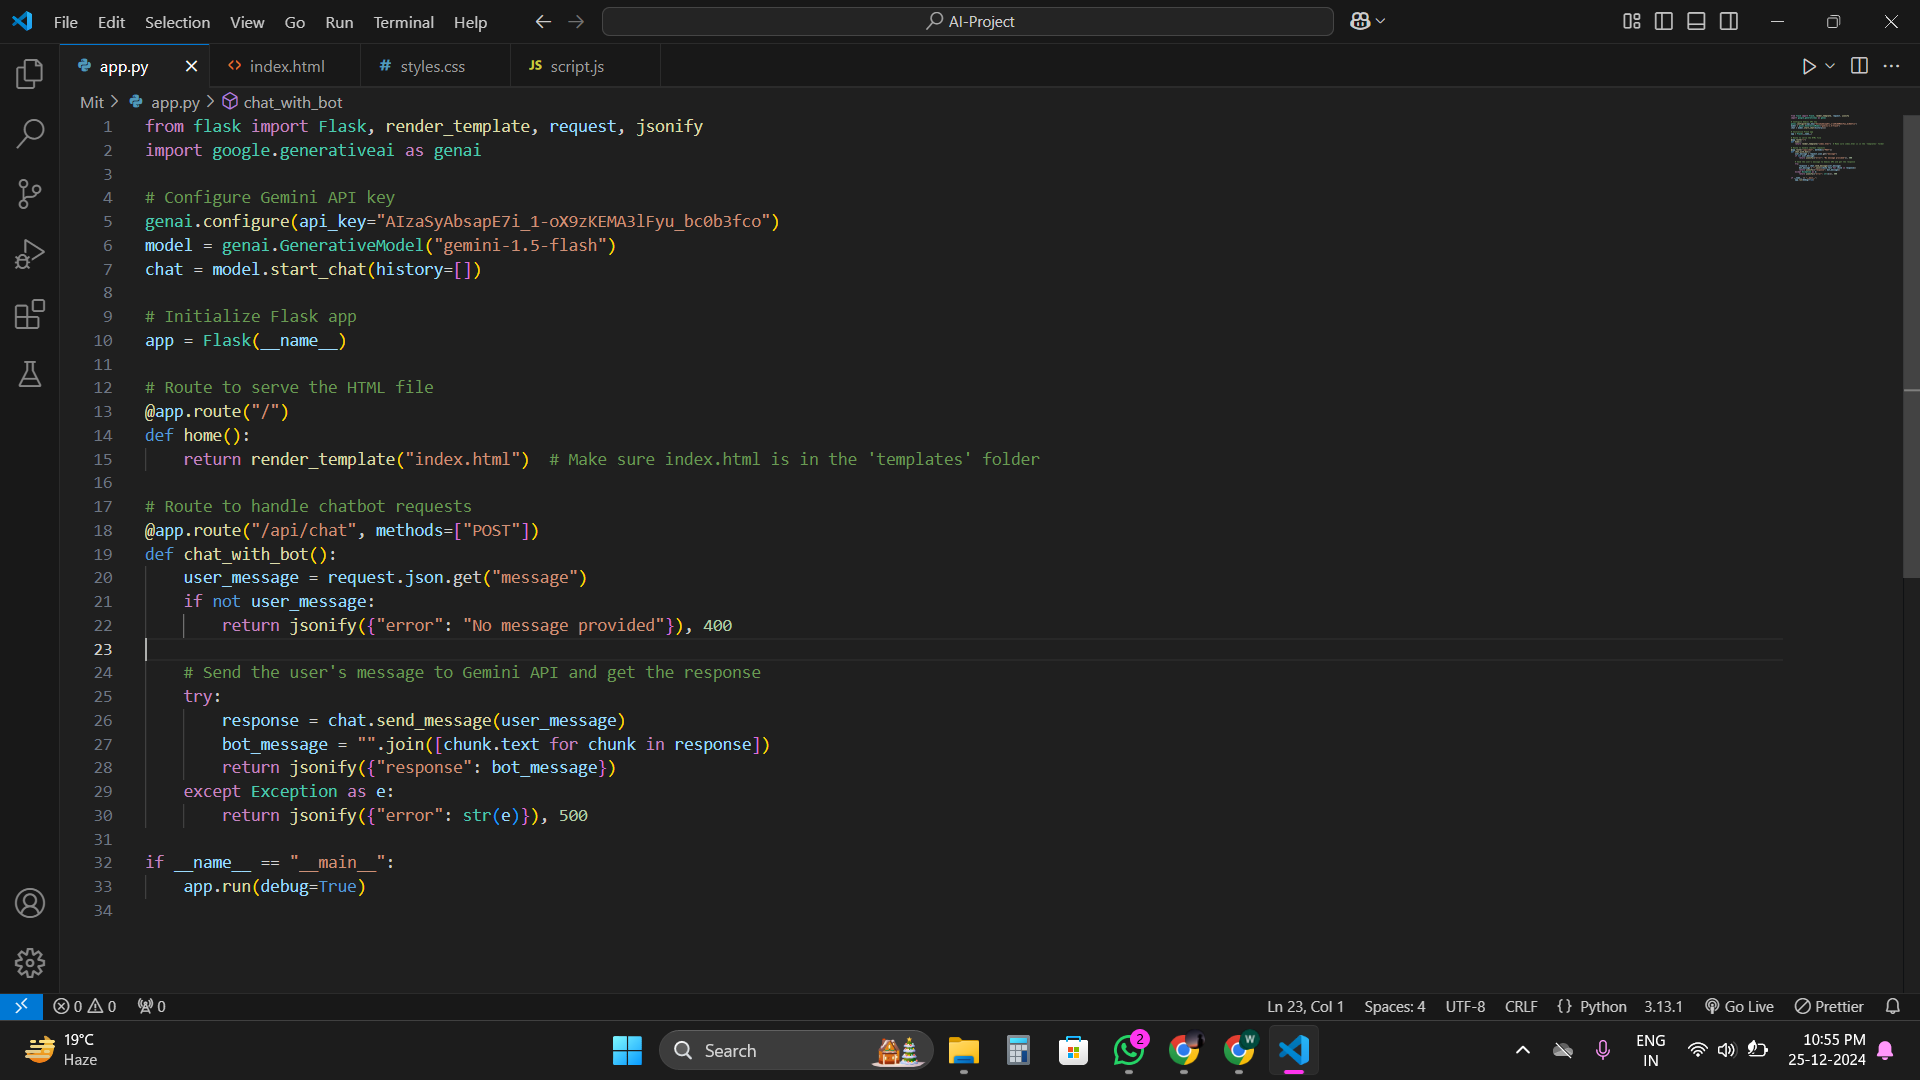 File Edit Selection View Go Run Terminal Help AI-Project
app.py index.html styles.css script.js
Mit app.py chat_with_bot
1 from flask import Flask, render_template, request, jsonify
2 import google.generativeai as genai
3
4 # Configure Gemini API key
5 genai.configure(api_key="AIzaSyAbsapE7i_1-oX9zKEMA3lFyu_bc0b3fco")
6 model = genai.GenerativeModel("gemini-1.5-flash")
7 chat = model.start_chat(history=[])
8
9 # Initialize Flask app
10 app = Flask(__name__)
11
12 # Route to serve the HTML file
13 @app.route("/")
14 def home():
15     return render_template("index.html")  # Make sure index.html is in the 'templates' folder
16
17 # Route to handle chatbot requests
18 @app.route("/api/chat", methods=["POST"])
19 def chat_with_bot():
20     user_message = request.json.get("message")
21     if not user_message:
22         return jsonify({"error": "No message provided"}), 400
23
24     # Send the user's message to Gemini API and get the response
25     try:
26         response = chat.send_message(user_message)
27         bot_message = "".join([chunk.text for chunk in response])
28         return jsonify({"response": bot_message})
29     except Exception as e:
30         return jsonify({"error": str(e)}), 500
31
32 if __name__ == "__main__":
33     app.run(debug=True)
34
0 0 0 Ln 23, Col 1 Spaces: 4 UTF-8 CRLF {} Python 3.13.1 Go Live Prettier
19°C
Haze
Search
2
W
ENG
IN
10:55 PM
25-12-2024